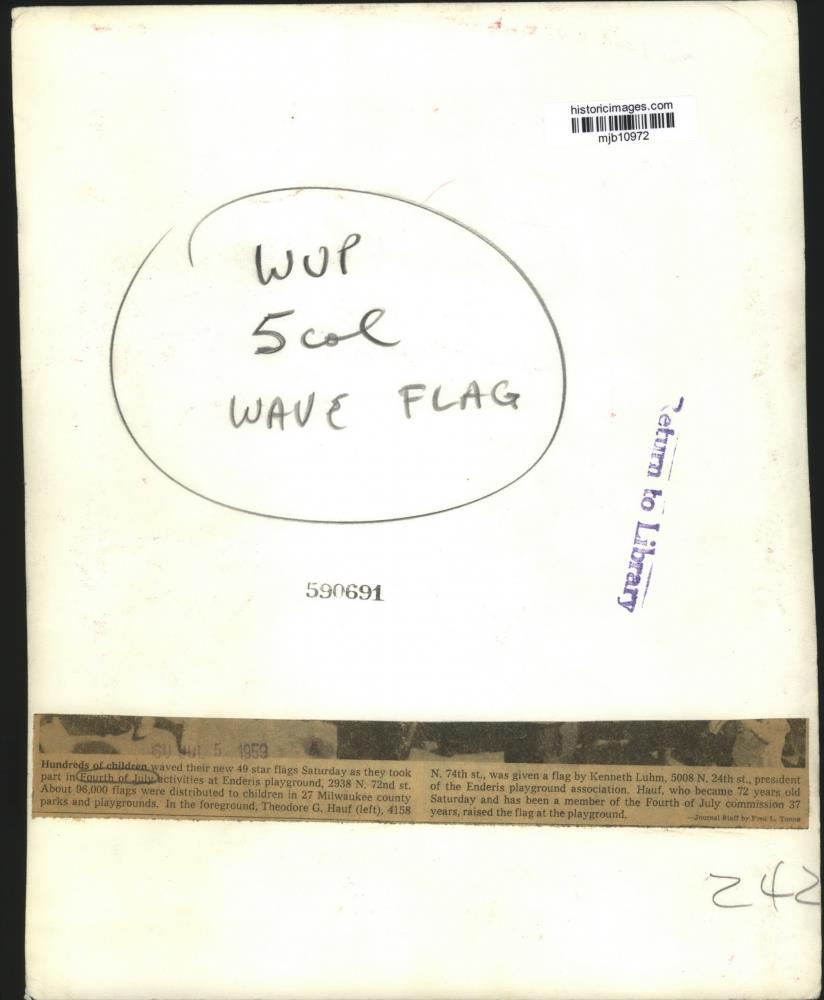 historicimages.com
mjb10972
WUP
5 col
WAVE FLAG
Return to Library
590691
SU JUL 5 1959
Hundreds of children waved their new 49 star flags Saturday as they took
part in Fourth of July activities at Enderis playground, 2938 N. 72nd st.
About 96,000 flags were distributed to children in 27 Milwaukee county
parks and playgrounds. In the foreground, Theodore G. Hauf (left), 4158
N. 74th st., was given a flag by Kenneth Luhm, 5008 N. 24th st., president
of the Enderis playground association. Hauf, who became 72 years old
Saturday and has been a member of the Fourth of July commission 37
years, raised the flag at the playground.
—Journal Staff by Fred L. Tonne
242